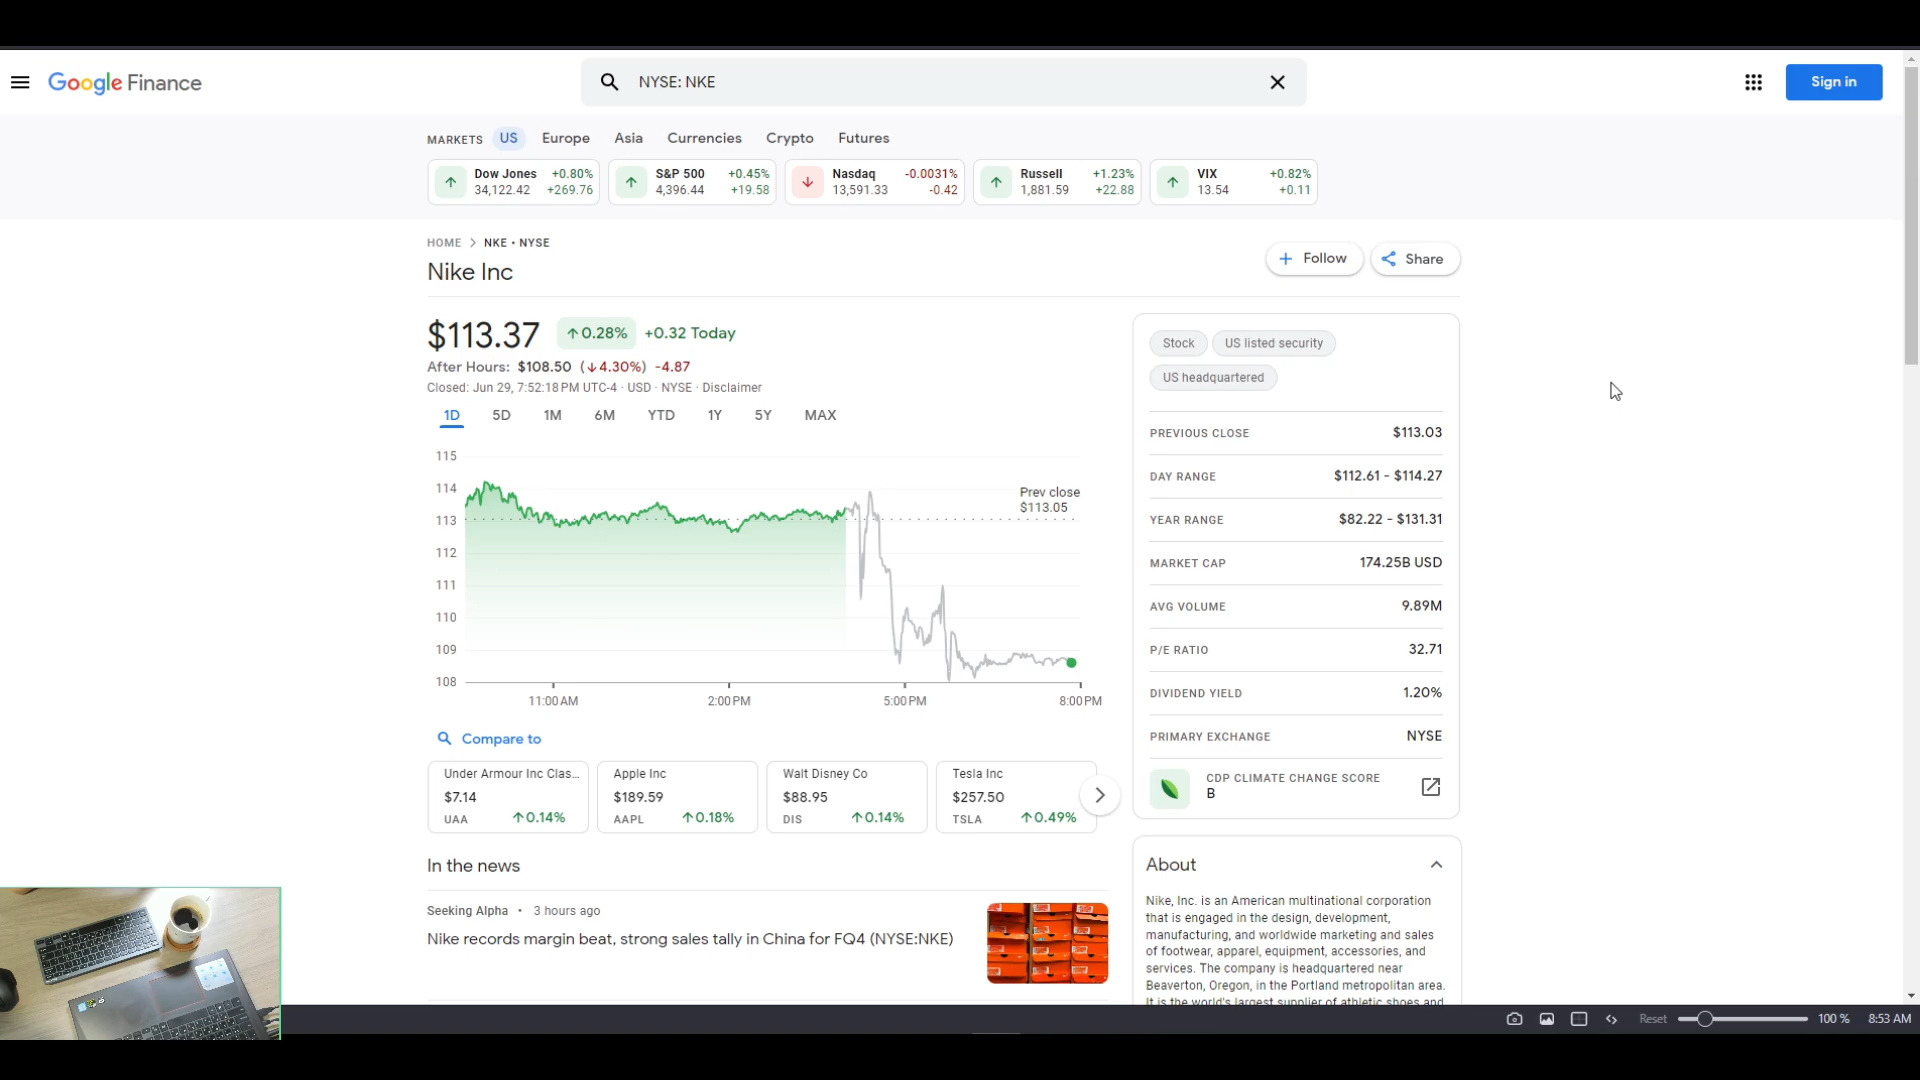 Google Finance
NYSE: NKE
Sign in
MARKETS US Europe Asia Currencies Crypto Futures
Dow Jones +0.80%
34,122.42 +269.76
S&P 500 +0.45%
4,396.44 +19.58
Nasdaq -0.0031%
13,591.33 -0.42
Russell +1.23%
1,881.59 +22.88
VIX +0.82%
13.54 +0.11
HOME > NKE • NYSE
Nike Inc
+ Follow
Share
$113.37 ↑0.28% +0.32 Today
After Hours: $108.50 (↓4.30%) -4.87
Closed: Jun 29, 7:52:18 PM UTC-4 · USD · NYSE · Disclaimer
1D 5D 1M 6M YTD 1Y 5Y MAX
115
114
113
112
111
110
109
108
Prev close
$113.05
11:00 AM 2:00 PM 5:00 PM 8:00 PM
Compare to
Under Armour Inc Clas...
$7.14
UAA ↑0.14%
Apple Inc
$189.59
AAPL ↑0.18%
Walt Disney Co
$88.95
DIS ↑0.14%
Tesla Inc
$257.50
TSLA ↑0.49%
In the news
Seeking Alpha • 3 hours ago
Nike records margin beat, strong sales tally in China for FQ4 (NYSE:NKE)
Stock US listed security
US headquartered
PREVIOUS CLOSE $113.03
DAY RANGE $112.61 - $114.27
YEAR RANGE $82.22 - $131.31
MARKET CAP 174.25B USD
AVG VOLUME 9.89M
P/E RATIO 32.71
DIVIDEND YIELD 1.20%
PRIMARY EXCHANGE NYSE
CDP CLIMATE CHANGE SCORE
B
About
Nike, Inc. is an American multinational corporation
that is engaged in the design, development,
manufacturing, and worldwide marketing and sales
of footwear, apparel, equipment, accessories, and
services. The company is headquartered near
Beaverton, Oregon, in the Portland metropolitan area.
It is the world's largest supplier of athletic shoes and
Reset 100 % 8:53 AM